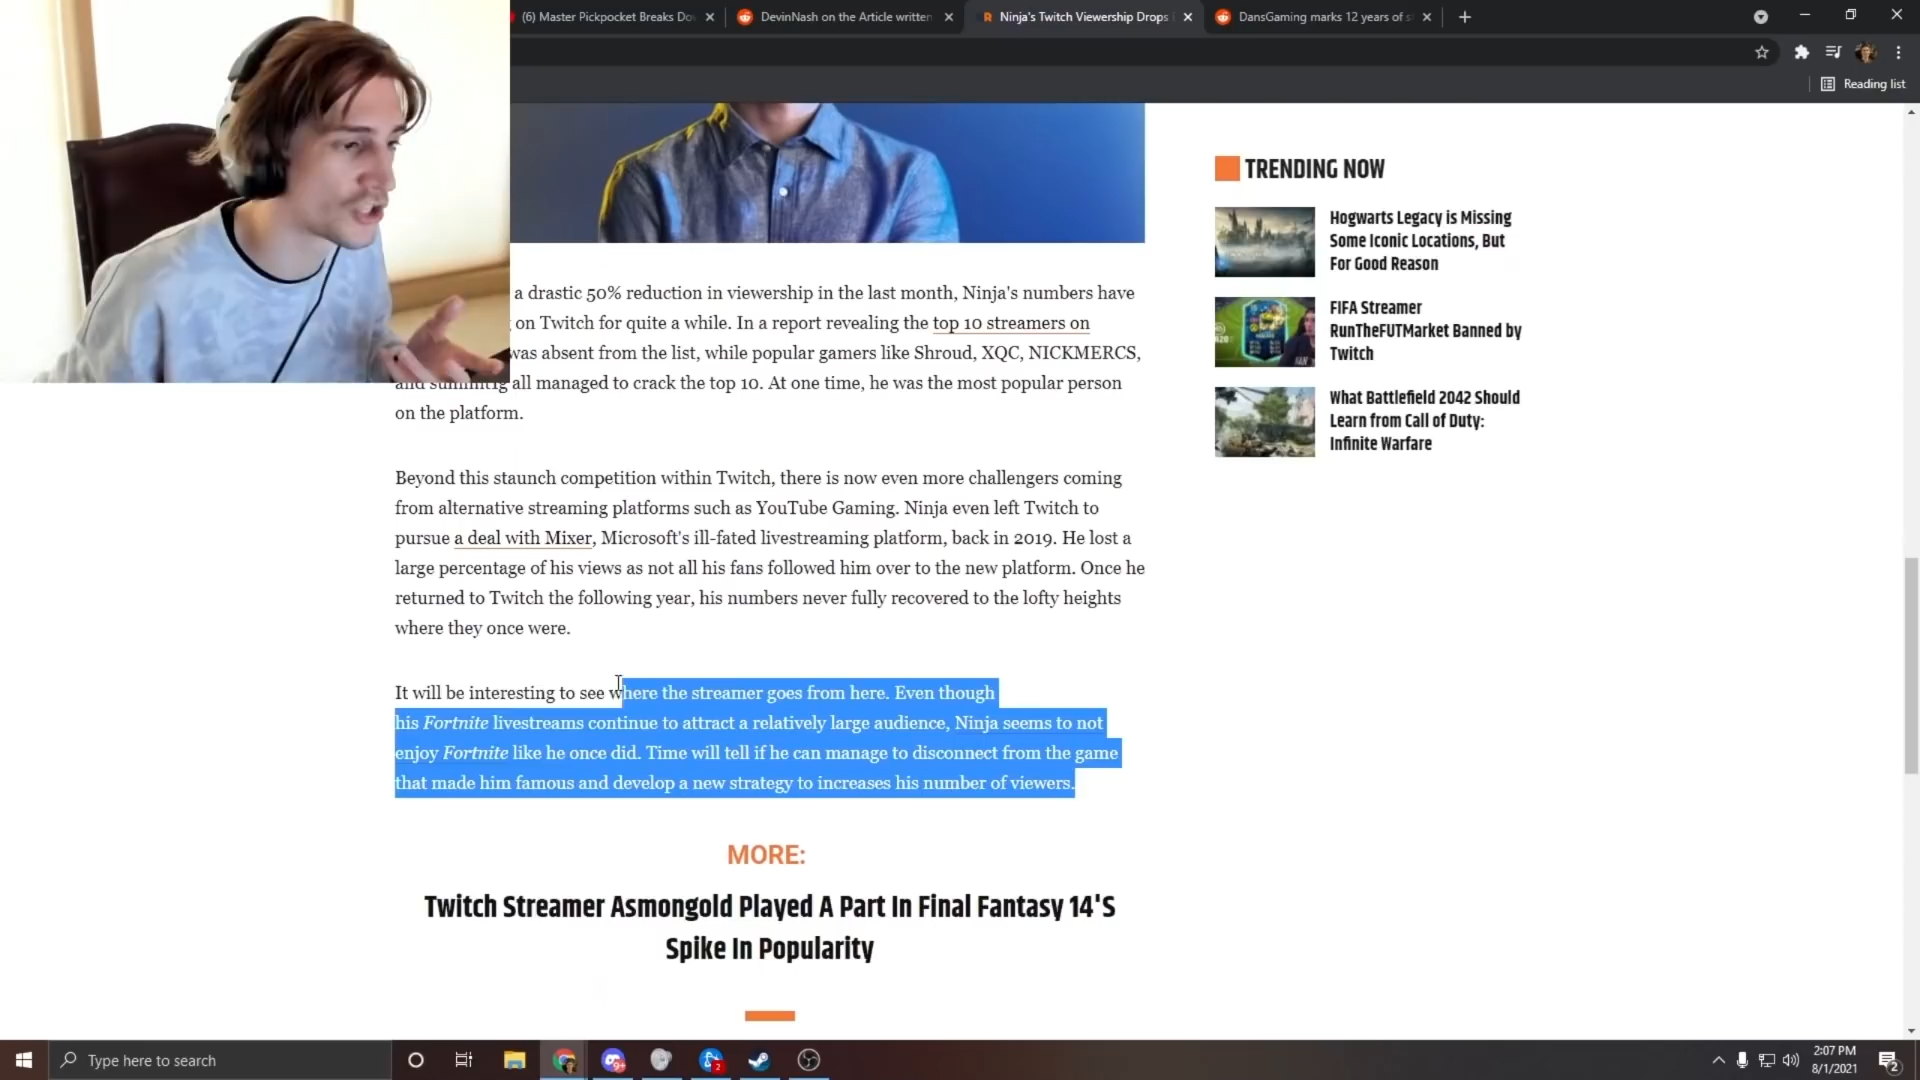 (6) Master Pickpocket Breaks Do
DevinNash on the Article written
Ninja's Twitch Viewership Drops
DansGaming marks 12 years of s
Reading list
TRENDING NOW
Hogwarts Legacy is Missing
Some Iconic Locations, But
For Good Reason
FIFA Streamer
RunTheFUTMarket Banned by
Twitch
What Battlefield 2042 Should
Learn from Call of Duty:
Infinite Warfare
a drastic 50% reduction in viewership in the last month, Ninja's numbers have
on Twitch for quite a while. In a report revealing the top 10 streamers on
was absent from the list, while popular gamers like Shroud, XQC, NICKMERCS,
and summit1g all managed to crack the top 10. At one time, he was the most popular person
on the platform.
Beyond this staunch competition within Twitch, there is now even more challengers coming
from alternative streaming platforms such as YouTube Gaming. Ninja even left Twitch to
pursue a deal with Mixer, Microsoft's ill-fated livestreaming platform, back in 2019. He lost a
large percentage of his views as not all his fans followed him over to the new platform. Once he
returned to Twitch the following year, his numbers never fully recovered to the lofty heights
where they once were.
It will be interesting to see where the streamer goes from here. Even though
his Fortnite livestreams continue to attract a relatively large audience, Ninja seems to not
enjoy Fortnite like he once did. Time will tell if he can manage to disconnect from the game
that made him famous and develop a new strategy to increases his number of viewers.
MORE:
Twitch Streamer Asmongold Played A Part In Final Fantasy 14'S
Spike In Popularity
Type here to search
2:07 PM
8/1/2021